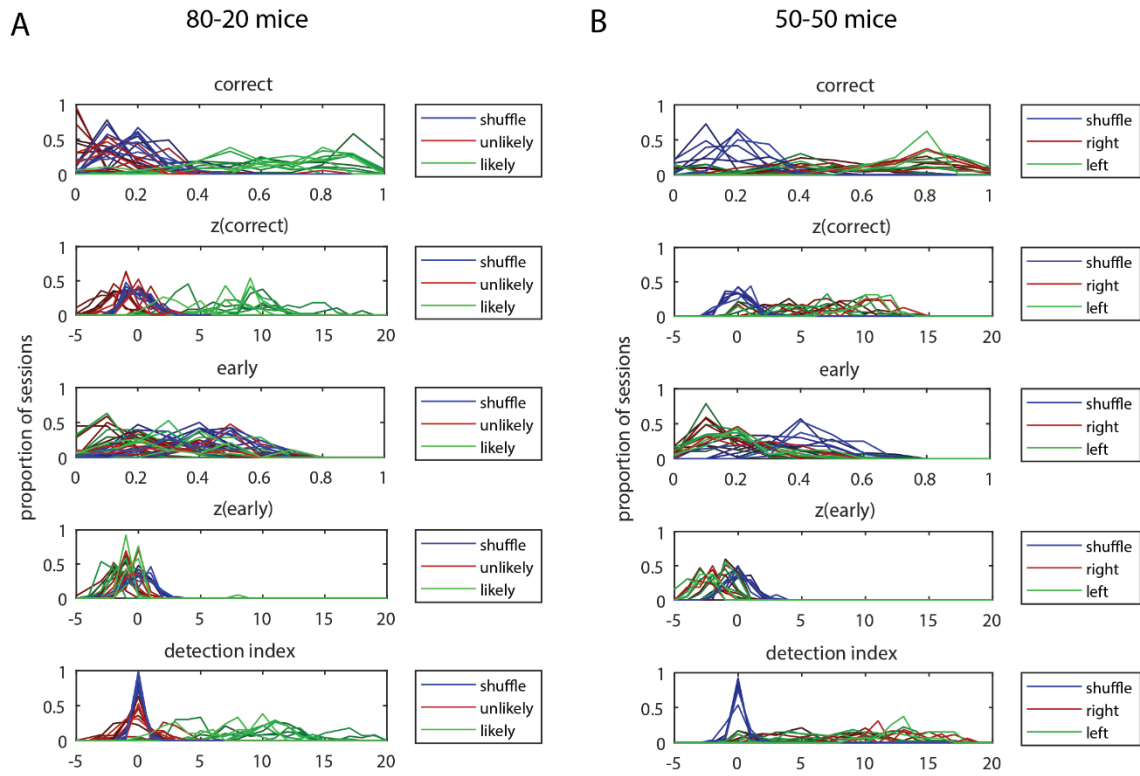 A
80-20 mice
correct
1
0.5
0
0 0.2 0.4 0.6 0.8 1
shuffle
unlikely
likely
z(correct)
1
0.5
0
-5 0 5 10 15 20
shuffle
unlikely
likely
proportion of sessions
early
1
0.5
0
0 0.2 0.4 0.6 0.8 1
shuffle
unlikely
likely
z(early)
1
0.5
0
-5 0 5 10 15 20
shuffle
unlikely
likely
detection index
1
0.5
0
-5 0 5 10 15 20
shuffle
unlikely
likely
B
50-50 mice
correct
1
0.5
0
0 0.2 0.4 0.6 0.8 1
shuffle
right
left
z(correct)
1
0.5
0
-5 0 5 10 15 20
shuffle
right
left
proportion of sessions
early
1
0.5
0
0 0.2 0.4 0.6 0.8 1
shuffle
right
left
z(early)
1
0.5
0
-5 0 5 10 15 20
shuffle
right
left
detection index
1
0.5
0
-5 0 5 10 15 20
shuffle
right
left